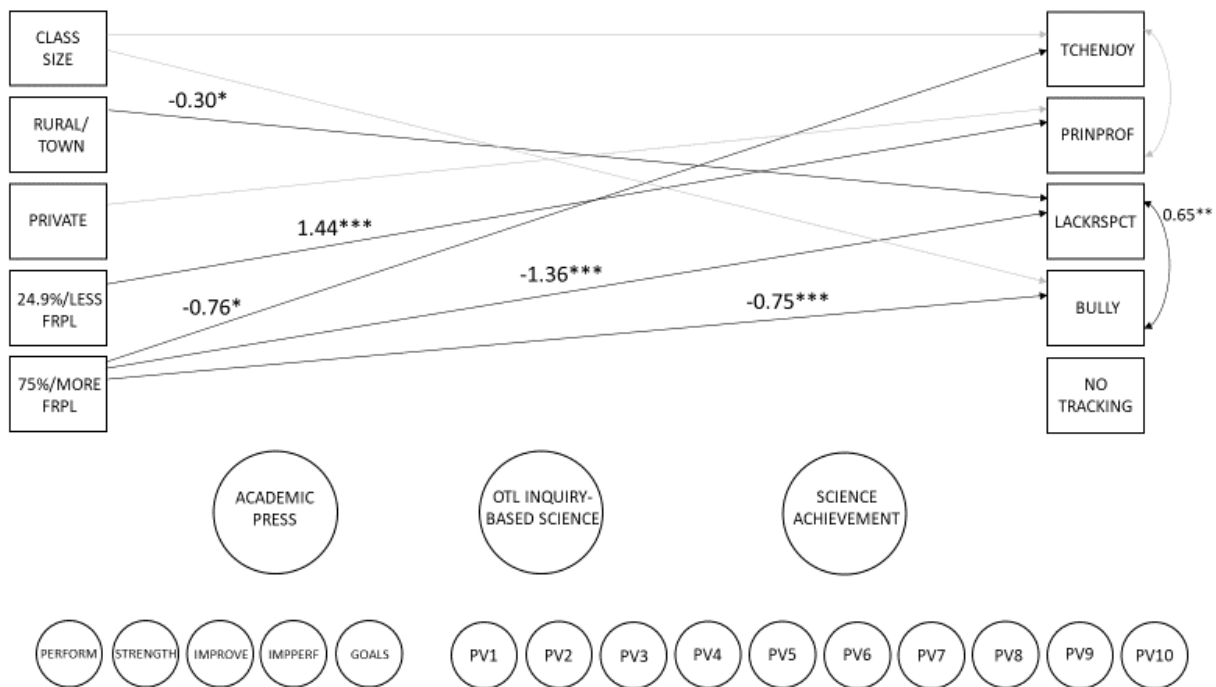 CLASS
SIZE
TCHENJOY
-0.30*
RURAL/
TOWN
PRINPROF
PRIVATE
LACKRSPCT
0.65**
1.44***
-1.36***
24.9%/LESS
FRPL
-0.76*
-0.75***
BULLY
75%/MORE
FRPL
NO
TRACKING
ACADEMIC
PRESS
OTL INQUIRY-
BASED SCIENCE
SCIENCE
ACHIEVEMENT
PERFORM
STRENGTH
IMPROVE
IMPPERF
GOALS
PV1
PV2
PV3
PV4
PV5
PV6
PV7
PV8
PV9
PV10